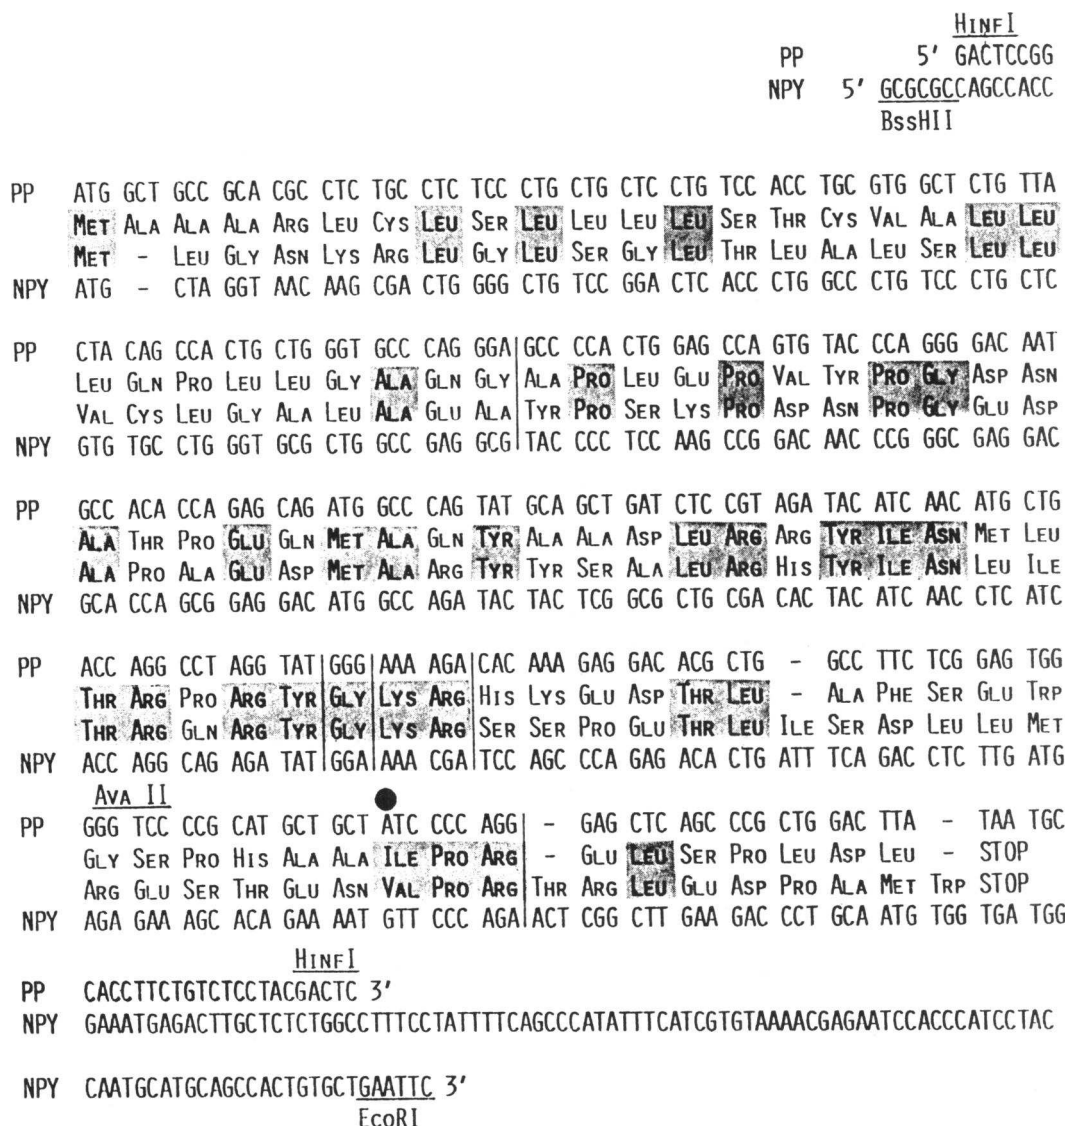 HINFI
PP 5' GACTCCGG
NPY 5' GCGCGCCAGCCACC
BssHII
PP ATG GCT GCC GCA CGC CTC TGC CTC TCC CTG CTG CTC CTG TCC ACC TGC GTG GCT CTG TTA
MET ALA ALA ALA ARG LEU CYS LEU SER LEU LEU LEU LEU SER THR CYS VAL ALA LEU LEU
MET - LEU GLY ASN LYS ARG LEU GLY LEU SER GLY LEU THR LEU ALA LEU SER LEU LEU
NPY ATG - CTA GGT AAC AAG CGA CTG GGG CTG TCC GGA CTC ACC CTG GCC CTG TCC CTG CTC
PP CTA CAG CCA CTG CTG GGT GCC CAG GGA|GCC CCA CTG GAG CCA GTG TAC CCA GGG GAC AAT
LEU GLN PRO LEU LEU GLY ALA GLN GLY|ALA PRO LEU GLU PRO VAL TYR PRO GLY ASP ASN
VAL CYS LEU GLY ALA LEU ALA GLU ALA|TYR PRO SER LYS PRO ASP ASN PRO GLY GLU ASP
NPY GTG TGC CTG GGT GCG CTG GCC GAG GCG|TAC CCC TCC AAG CCG GAC AAC CCG GGC GAG GAC
PP GCC ACA CCA GAG CAG ATG GCC CAG TAT GCA GCT GAT CTC CGT AGA TAC ATC AAC ATG CTG
ALA THR PRO GLU GLN MET ALA GLN TYR ALA ALA ASP LEU ARG ARG TYR ILE ASN MET LEU
ALA PRO ALA GLU ASP MET ALA ARG TYR TYR SER ALA LEU ARG HIS TYR ILE ASN LEU ILE
NPY GCA CCA GCG GAG GAC ATG GCC AGA TAC TAC TCG GCG CTG CGA CAC TAC ATC AAC CTC ATC
PP ACC AGG CCT AGG TAT|GGG|AAA AGA|CAC AAA GAG GAC ACG CTG - GCC TTC TCG GAG TGG
THR ARG PRO ARG TYR|GLY|LYS ARG|HIS LYS GLU ASP THR LEU - ALA PHE SER GLU TRP
THR ARG GLN ARG TYR|GLY|LYS ARG|SER SER PRO GLU THR LEU ILE SER ASP LEU LEU MET
NPY ACC AGG CAG AGA TAT|GGA|AAA CGA|TCC AGC CCA GAG ACA CTG ATT TCA GAC CTC TTG ATG
AVA II ●
PP GGG TCC CCG CAT GCT GCT ATC CCC AGG|- GAG CTC AGC CCG CTG GAC TTA - TAA TGC
GLY SER PRO HIS ALA ALA ILE PRO ARG|- GLU LEU SER PRO LEU ASP LEU - STOP
ARG GLU SER THR GLU ASN VAL PRO ARG|THR ARG LEU GLU ASP PRO ALA MET TRP STOP
NPY AGA GAA AGC ACA GAA AAT GTT CCC AGA|ACT CGG CTT GAA GAC CCT GCA ATG TGG TGA TGG
HINFI
PP CACCTTCTGTCTCCTACGACTC 3'
NPY GAAATGAGACTTGCTCTCTGGCCTTTCCTATTTTCAGCCCATATTTCATCGTGTAAAACGAGAATCCACCCATCCTAC
NPY CAATGCATGCAGCCACTGTGCTGAATTC 3'
EcoRI